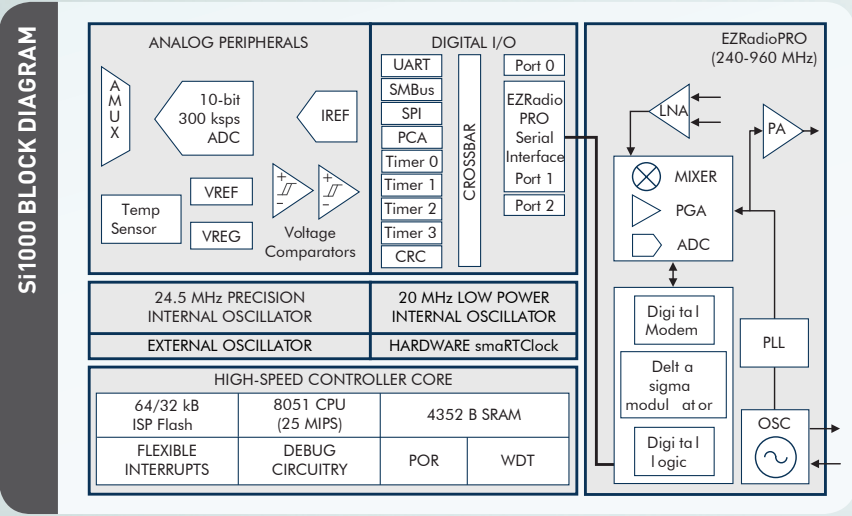 Si1000 BLOCK DIAGRAM
ANALOG PERIPHERALS
A
M
U
X
10-bit
300 ksps
ADC
IREF
Temp
Sensor
VREF
VREG
+
-
+
-
Voltage
Comparators
DIGITAL I/O
UART
SMBus
SPI
PCA
Timer 0
Timer 1
Timer 2
Timer 3
CRC
CROSSBAR
Port 0
EZRadio
PRO
Serial
Interface
Port 1
Port 2
24.5 MHz PRECISION
INTERNAL OSCILLATOR
20 MHz LOW POWER
INTERNAL OSCILLATOR
EXTERNAL OSCILLATOR
HARDWARE smaRTClock
HIGH-SPEED CONTROLLER CORE
64/32 kB
ISP Flash
8051 CPU
(25 MIPS)
4352 B SRAM
FLEXIBLE
INTERRUPTS
DEBUG
CIRCUITRY
POR
WDT
EZRadioPRO
(240-960 MHz)
LNA
PA
MIXER
PGA
ADC
Digi ta l
Modem
Delt a
sigma
modul at or
Digi ta l
l ogic
PLL
OSC